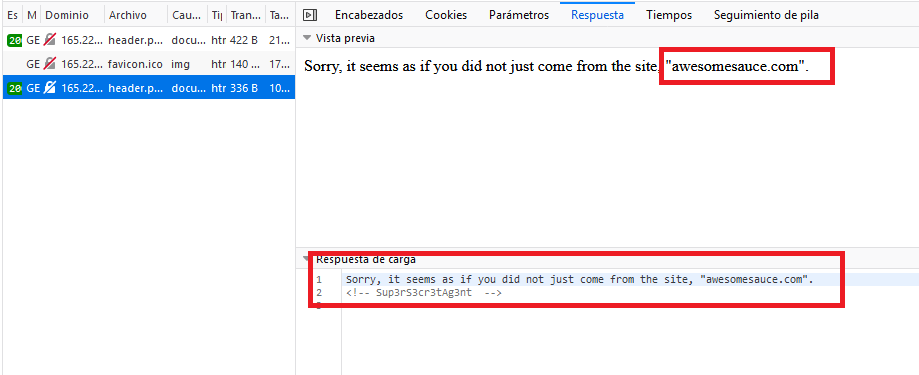 Es M Dominio Archivo Cau... Tip Tran... Ta...
20 GE 165.22... header.p... docu... htr 422 B 21...
GE 165.22... favicon.ico img htr 140 ... 17...
20 GE 165.22... header.p... docu... htr 336 B 10...
Encabezados Cookies Parámetros Respuesta Tiempos Seguimiento de pila
Vista previa
Sorry, it seems as if you did not just come from the site, "awesomesauce.com".
Respuesta de carga
1 Sorry, it seems as if you did not just come from the site, "awesomesauce.com".
2 <!-- Sup3rS3cr3tAg3nt  -->
3